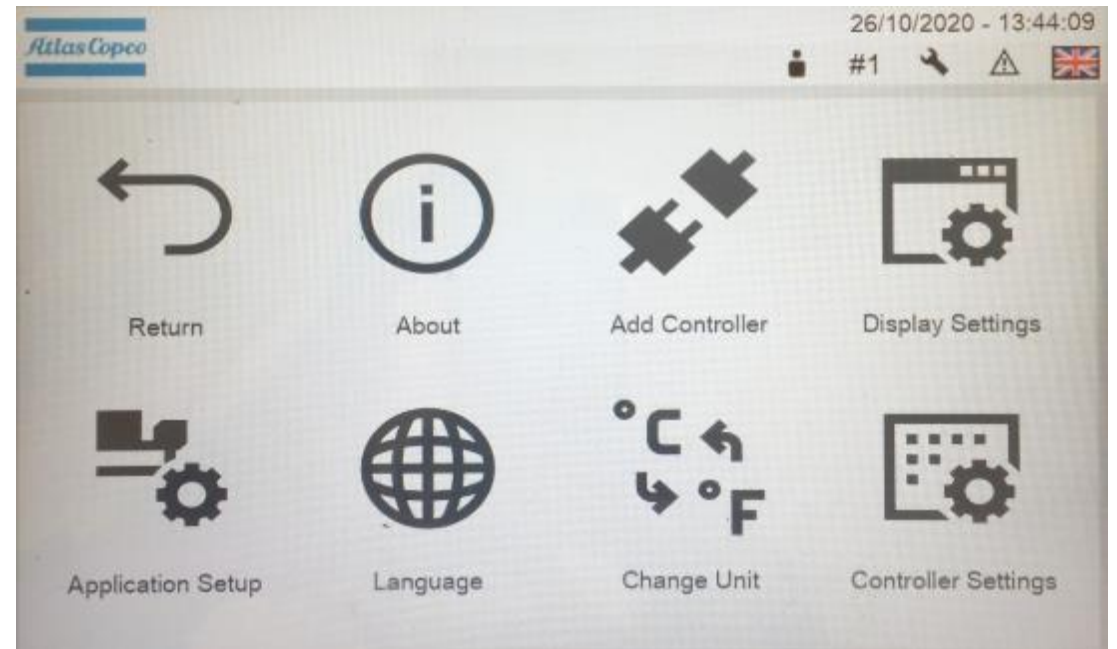 26/10/2020 - 13:44:09
Atlas Copco
#1
Return
About
Add Controller
Display Settings
°C
°F
Application Setup
Language
Change Unit
Controller Settings